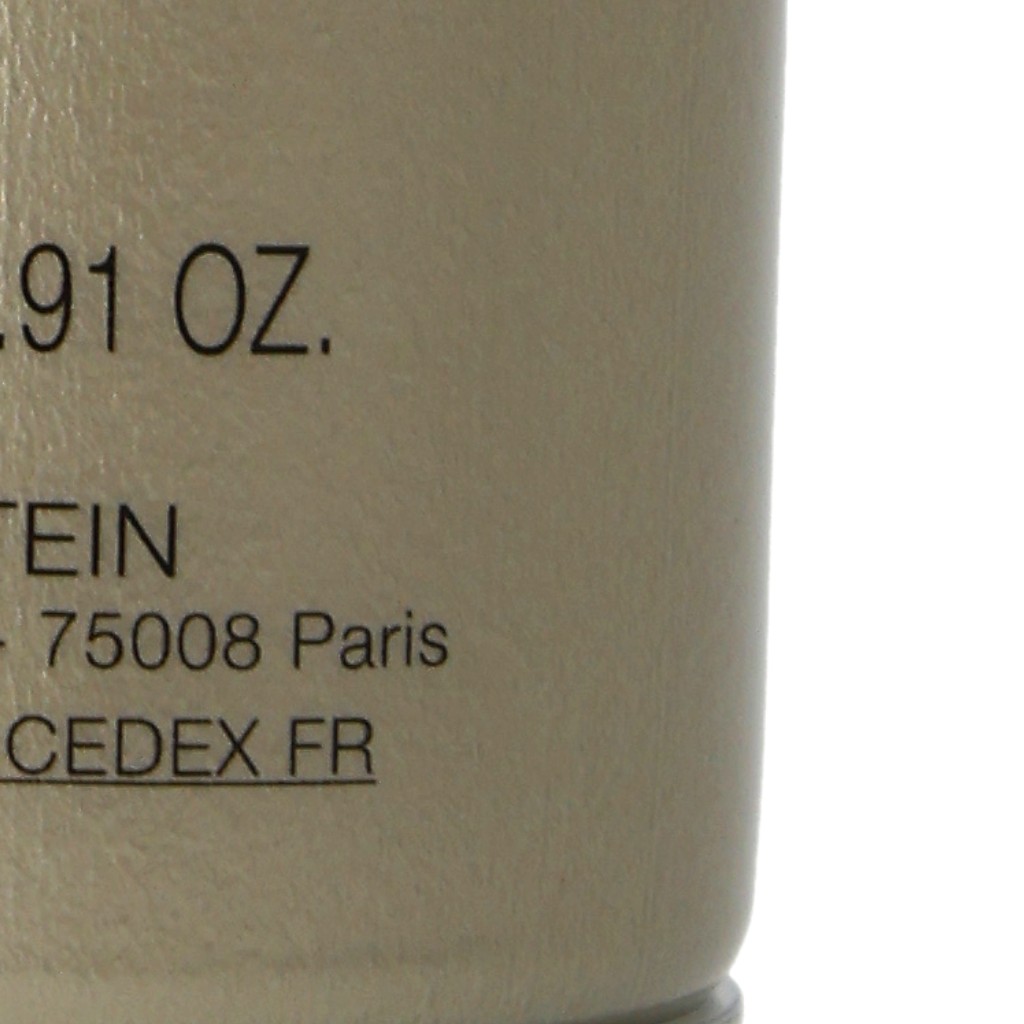 .91 OZ.
TEIN
- 75008 Paris
CEDEX FR